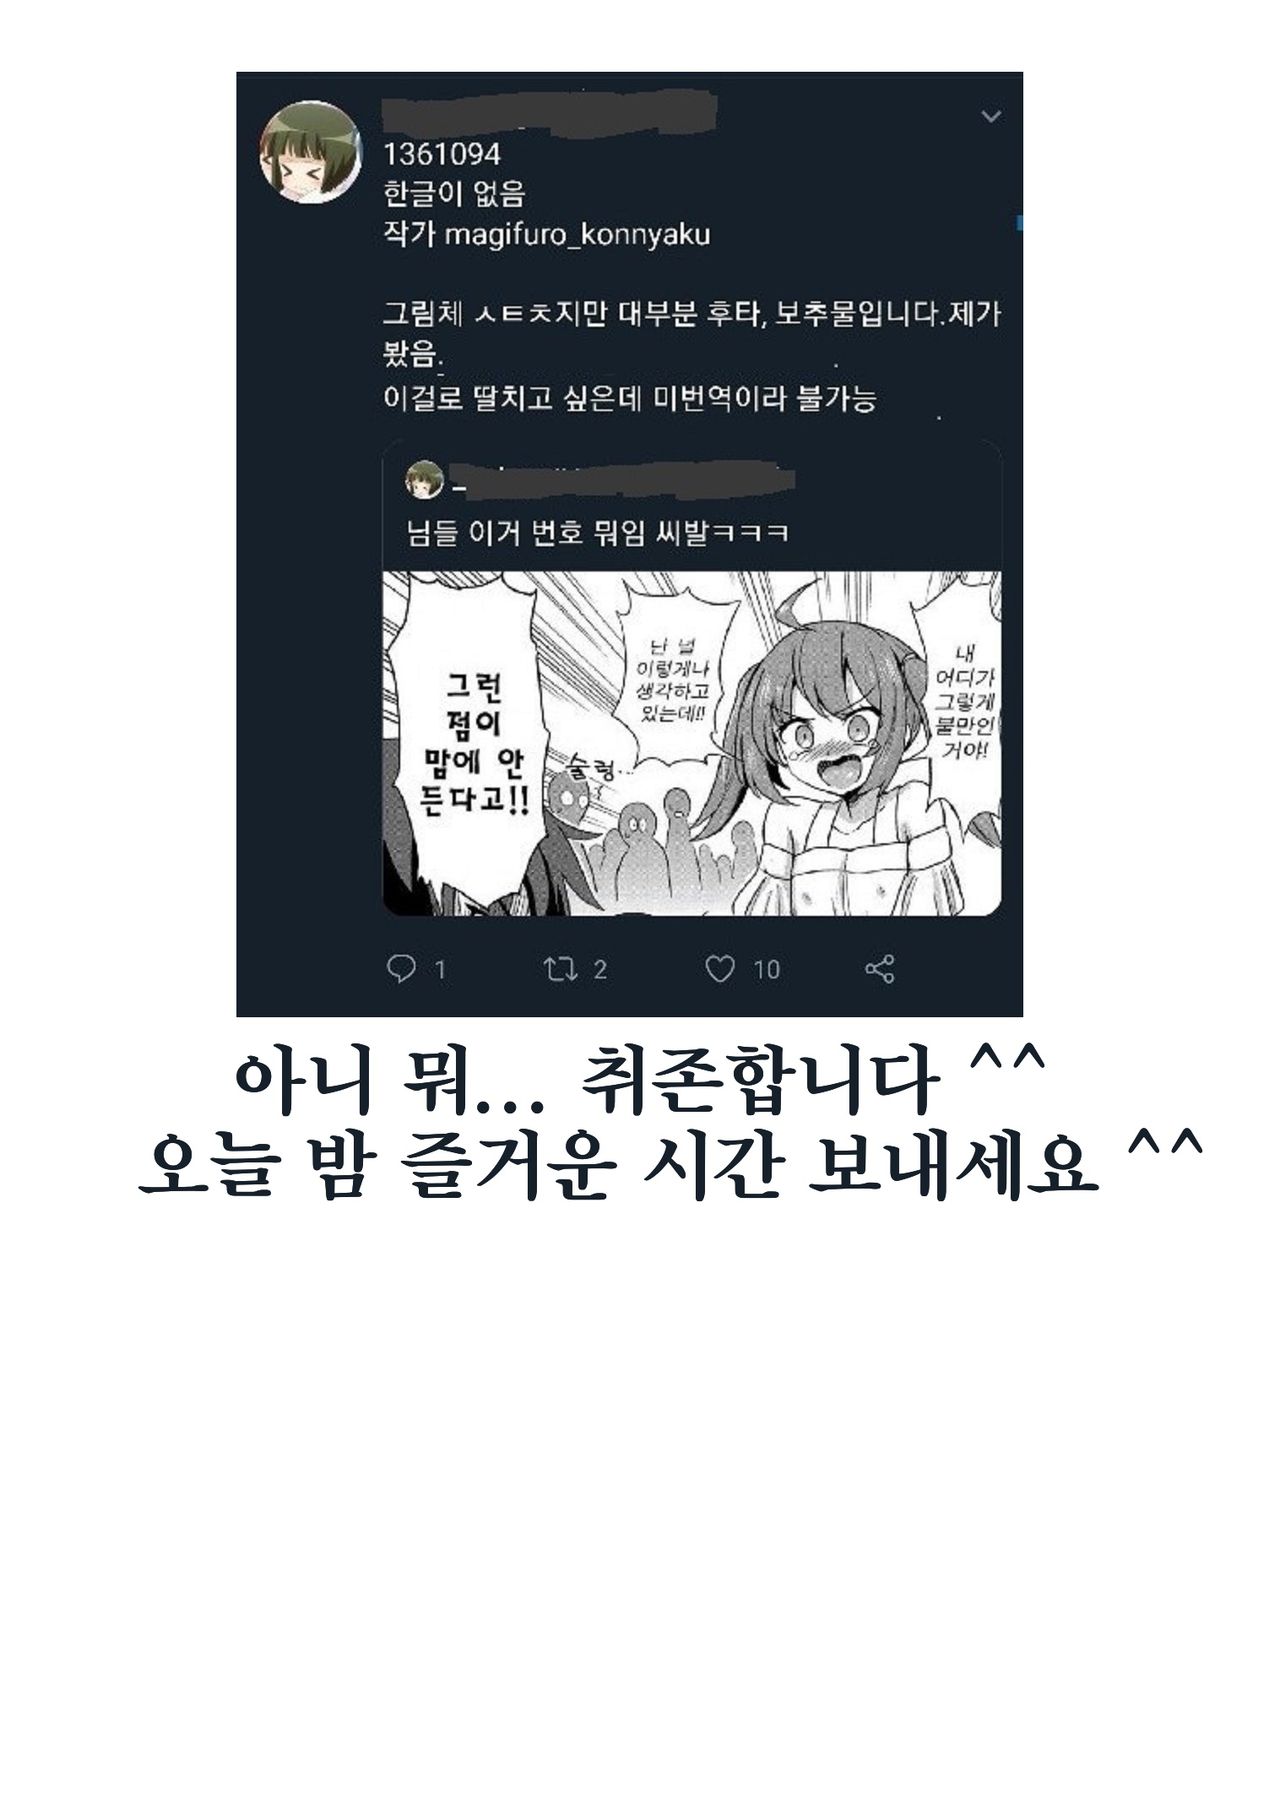 1361094
한글이 없음
작가 magifuro_konnyaku
그림체 ㅅㅌㅊ지만 대부분 후타, 보추물입니다.제가
봤음.
이걸로 딸치고 싶은데 미번역이라 불가능
님들 이거 번호 뭐임 씨발ㅋㅋㅋ
내
어디가
그렇게
불만인
거야!
난 널
이렇게나
생각하고
있는데!!
술렁...
그런
점이
맘에 안
든다고!!
1
2
10
아니 뭐... 취존합니다 ^^
오늘 밤 즐거운 시간 보내세요 ^^